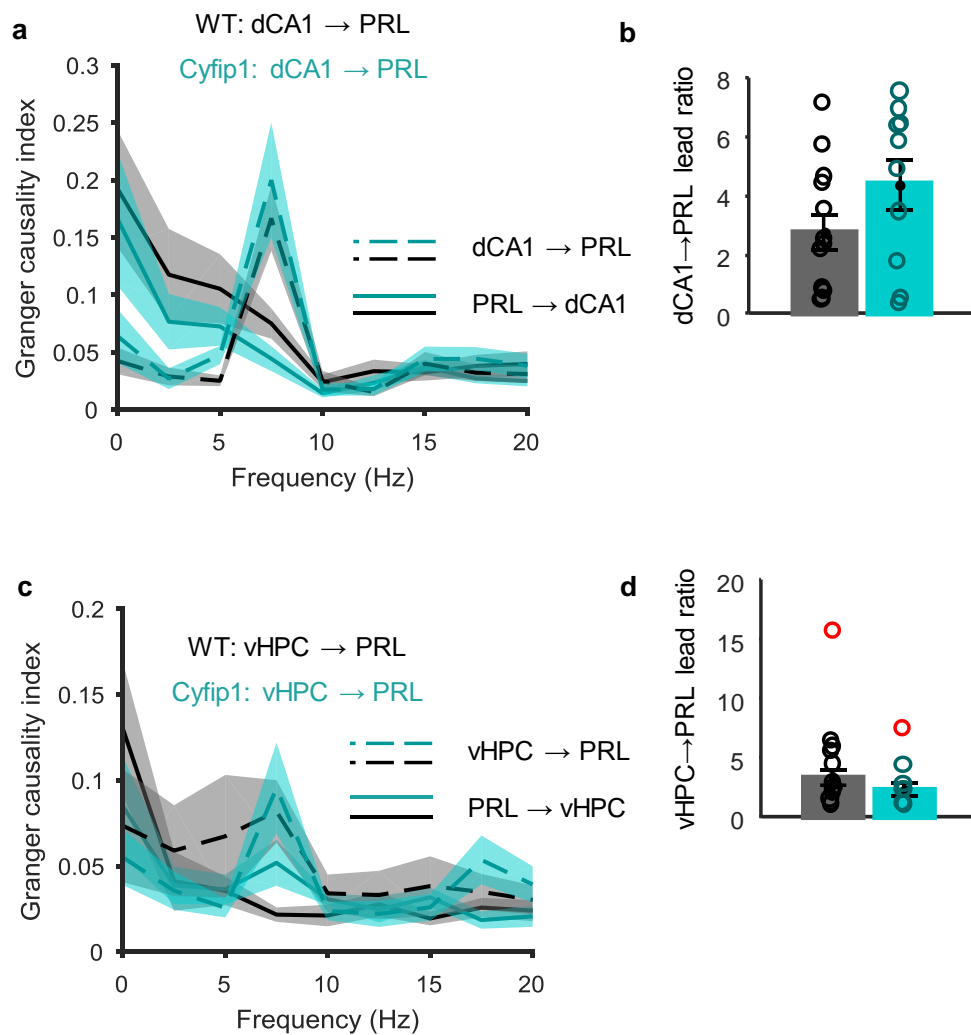 a
WT: dCA1 → PRL
Cyfip1: dCA1 → PRL
0.3
0.25
0.2
0.15
0.1
0.05
0
Granger causality index
0 5 10 15 20
Frequency (Hz)
dCA1 → PRL
PRL → dCA1
b
8
6
4
2
0
dCA1→PRL lead ratio
c
WT: vHPC → PRL
Cyfip1: vHPC → PRL
0.2
0.15
0.1
0.05
0
Granger causality index
0 5 10 15 20
Frequency (Hz)
vHPC → PRL
PRL → vHPC
d
20
15
10
5
0
vHPC→PRL lead ratio